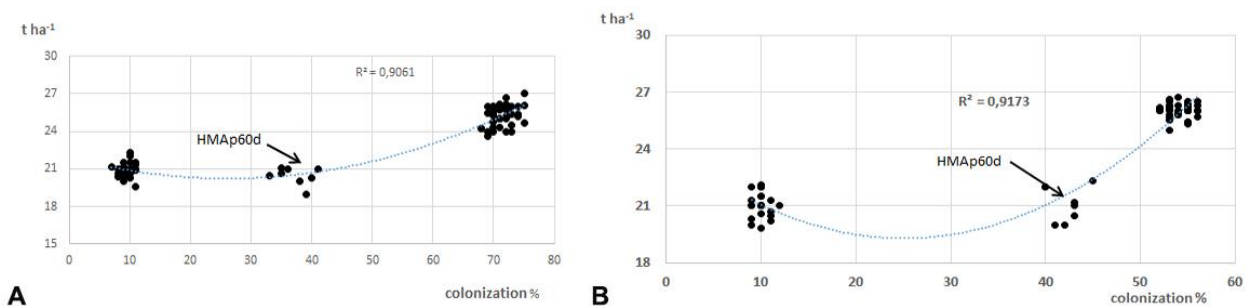 t ha⁻¹
30
27
24
21
18
15
R² = 0,9061
HMAp60d
0 10 20 30 40 50 60 70 80
A colonization %
t ha⁻¹
30
27
24
21
18
R² = 0,9173
HMAp60d
0 10 20 30 40 50 60
B colonization %